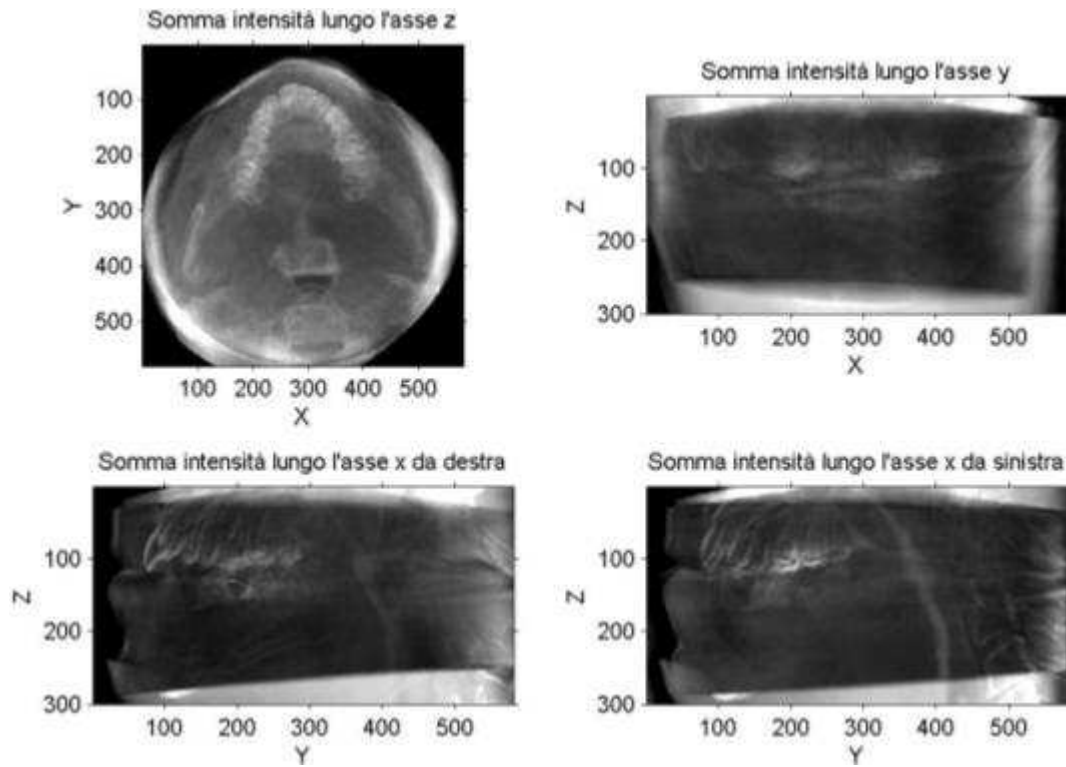 Somma intensità lungo l'asse z
100
200
300
400
500
Y
100 200 300 400 500
X
Somma intensità lungo l'asse y
100
200
300
Z
100 200 300 400 500
X
Somma intensità lungo l'asse x da destra
100
200
300
Z
100 200 300 400 500
Y
Somma intensità lungo l'asse x da sinistra
100
200
300
Z
100 200 300 400 500
Y